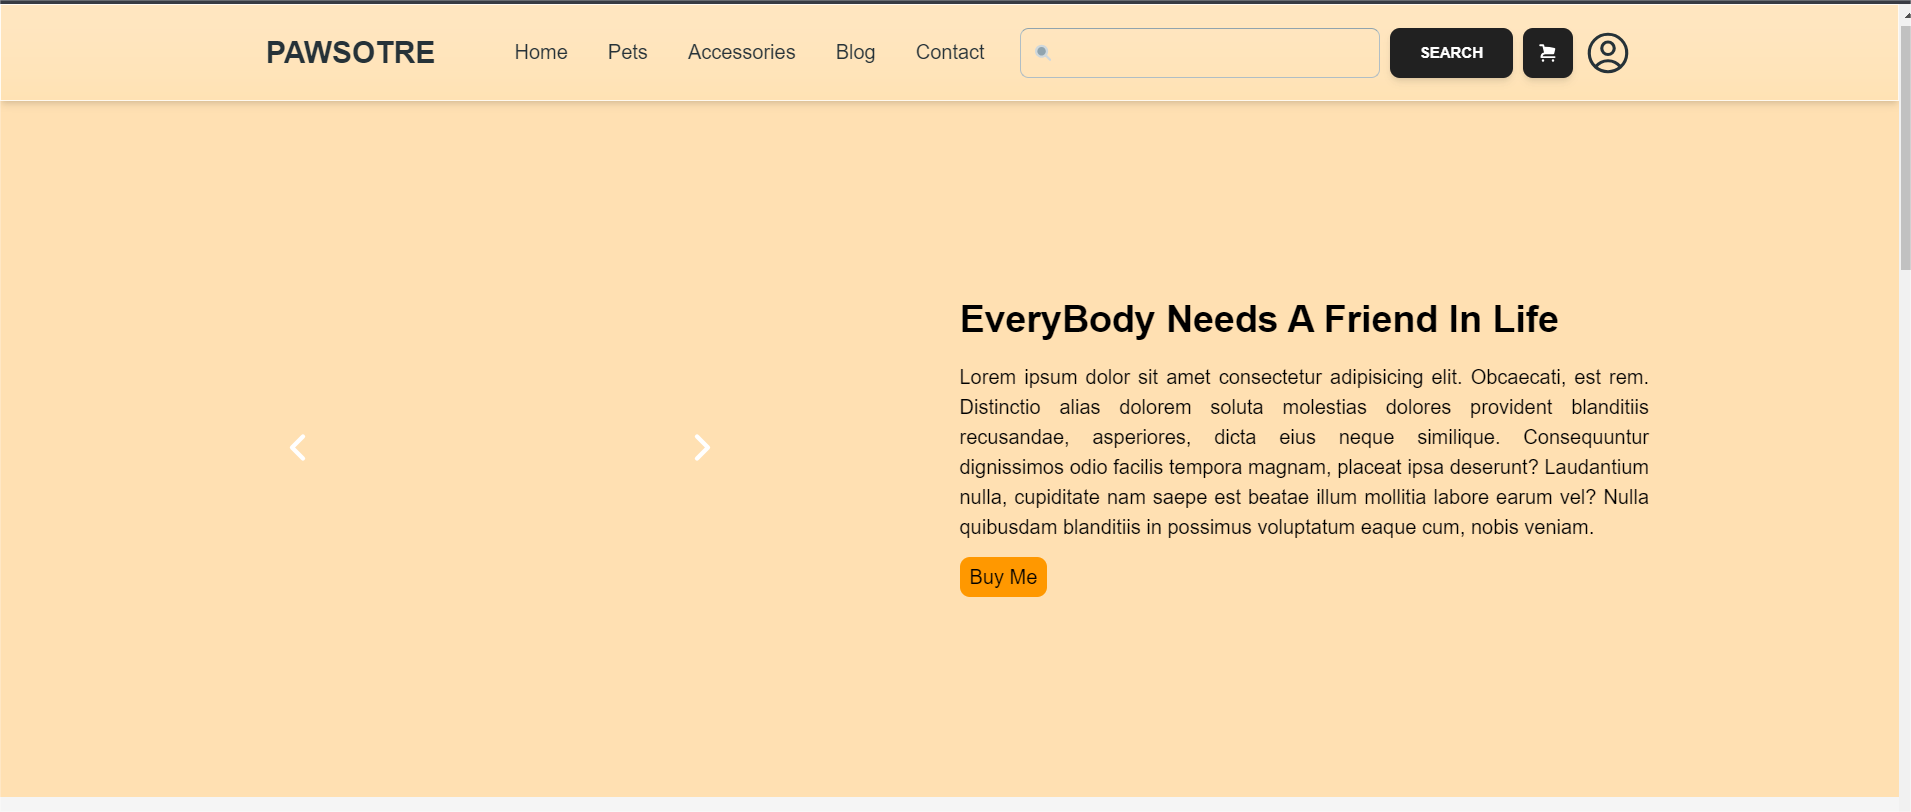 PAWSOTRE
Home Pets Accessories Blog Contact SEARCH
EveryBody Needs A Friend In Life
Lorem ipsum dolor sit amet consectetur adipisicing elit. Obcaecati, est rem.
Distinctio alias dolorem soluta molestias dolores provident blanditiis
recusandae, asperiores, dicta eius neque similique. Consequuntur
dignissimos odio facilis tempora magnam, placeat ipsa deserunt? Laudantium
nulla, cupiditate nam saepe est beatae illum mollitia labore earum vel? Nulla
quibusdam blanditiis in possimus voluptatum eaque cum, nobis veniam.
Buy Me